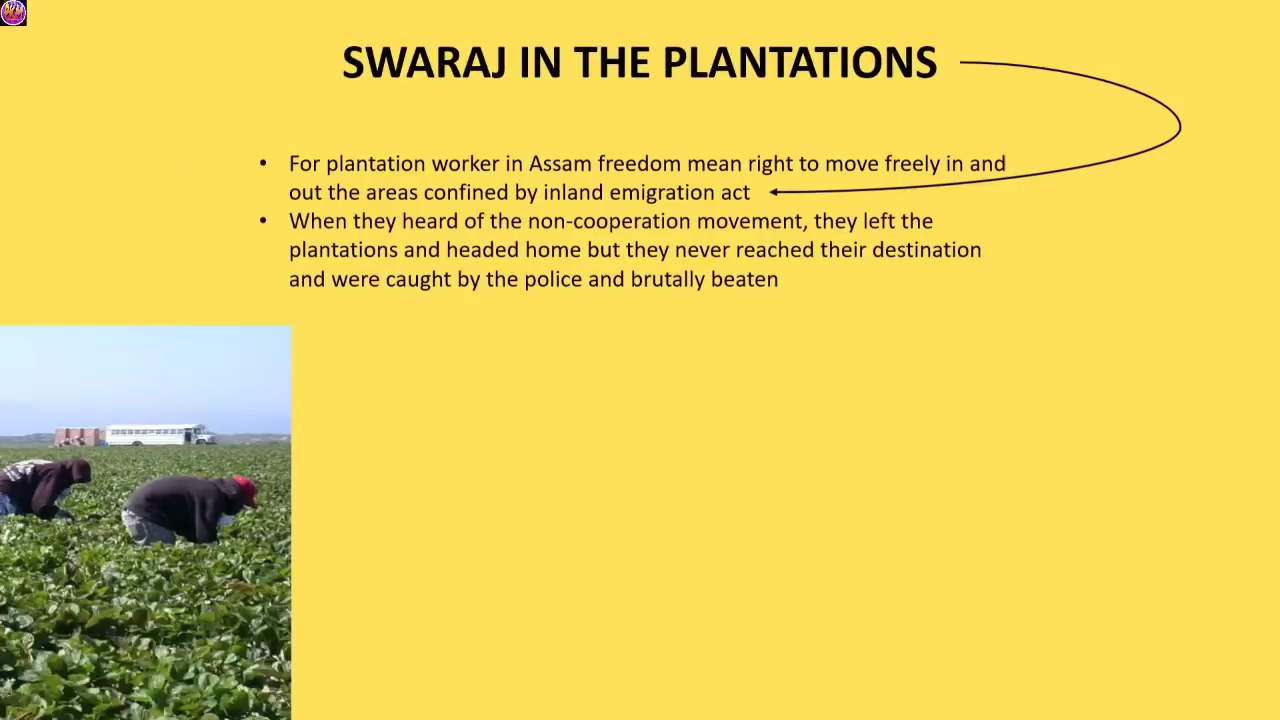 SWARAJ IN THE PLANTATIONS
• For plantation worker in Assam freedom mean right to move freely in and
out the areas confined by inland emigration act
• When they heard of the non-cooperation movement, they left the
plantations and headed home but they never reached their destination
and were caught by the police and brutally beaten